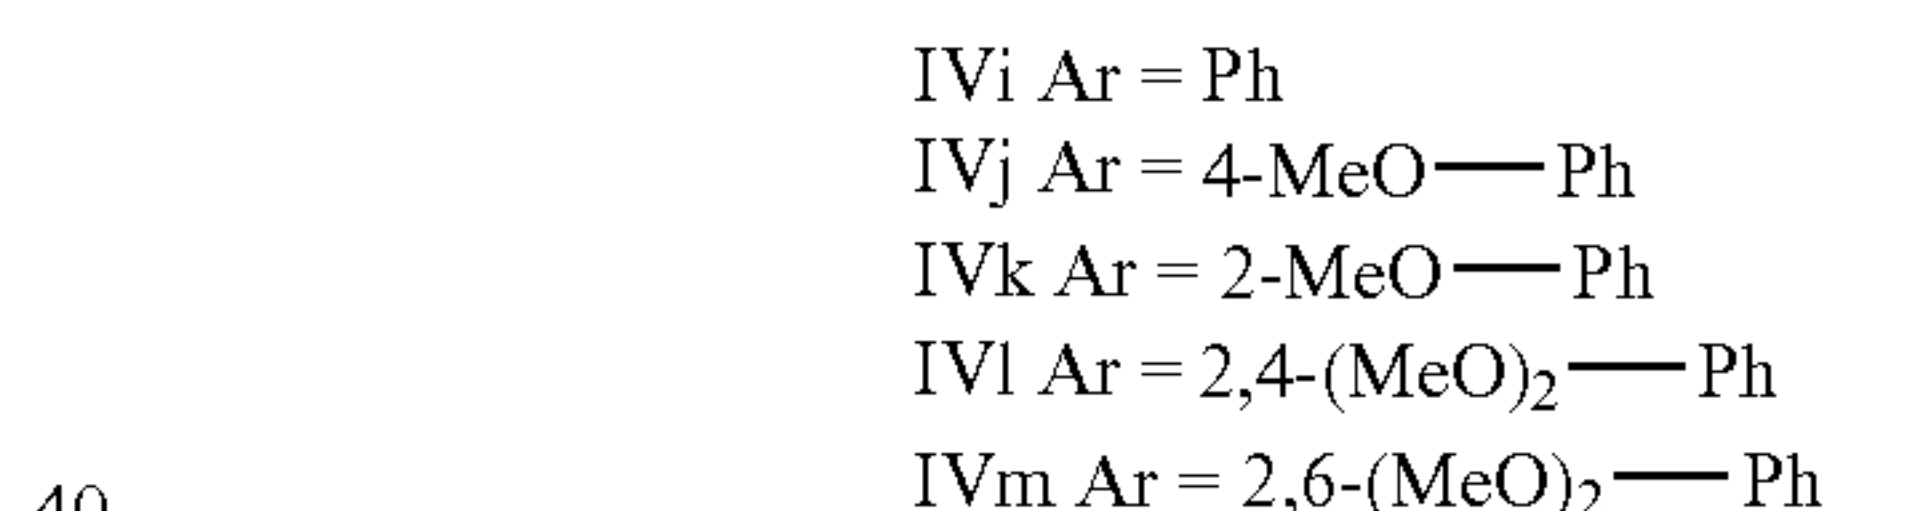 IVi Ar = Ph
IVj Ar = 4-MeO—Ph
IVk Ar = 2-MeO—Ph
IVl Ar = 2,4-(MeO)₂—Ph
40 IVm Ar = 2,6-(MeO)₂—Ph